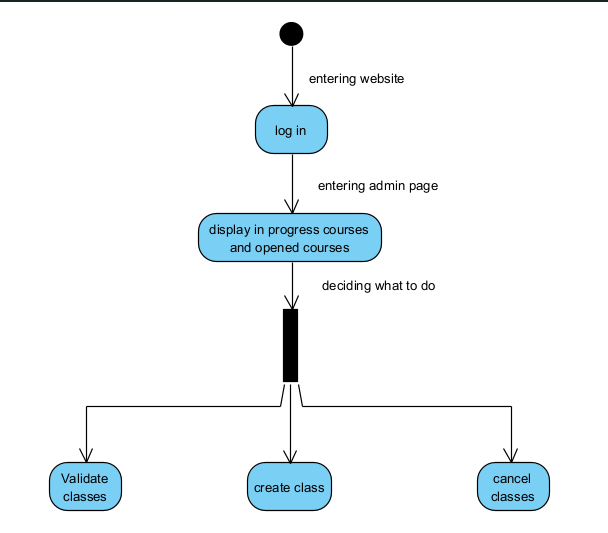 entering website
log in
entering admin page
display in progress courses
and opened courses
deciding what to do
Validate
classes
create class
cancel
classes